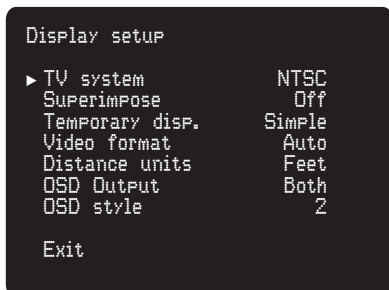 Display setup
▶ TV system NTSC
Superimpose Off
Temporary disp. Simple
Video format Auto
Distance units Feet
OSD Output Both
OSD style 2
Exit